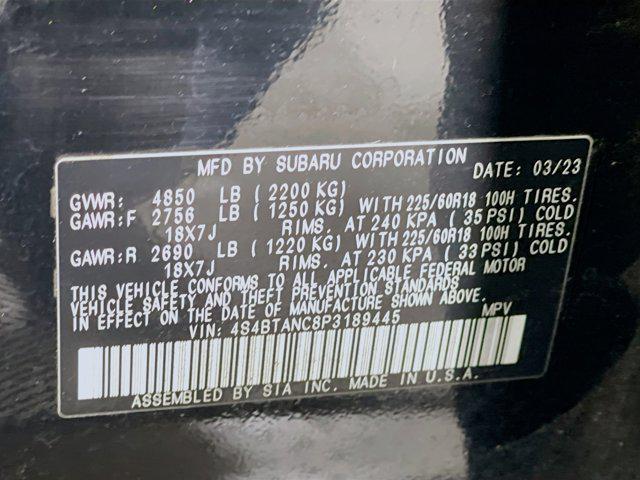 MFD BY SUBARU CORPORATION DATE: 03/23
GVWR: 4850 LB (2200 KG)
GAWR:F 2756 LB (1250 KG) WITH 225/60R18 100H TIRES.
18X7J RIMS. AT 240 KPA (35 PSI) COLD
GAWR:R 2690 LB (1220 KG) WITH 225/60R18 100H TIRES.
18X7J RIMS. AT 230 KPA (33 PSI) COLD
THIS VEHICLE CONFORMS TO ALL APPLICABLE FEDERAL MOTOR
VEHICLE SAFETY AND THEFT PREVENTION STANDARDS
IN EFFECT ON THE DATE OF MANUFACTURE SHOWN ABOVE.
VIN: 4S4BTANC8P3189445 MPV
ASSEMBLED BY SIA INC. MADE IN U.S.A.